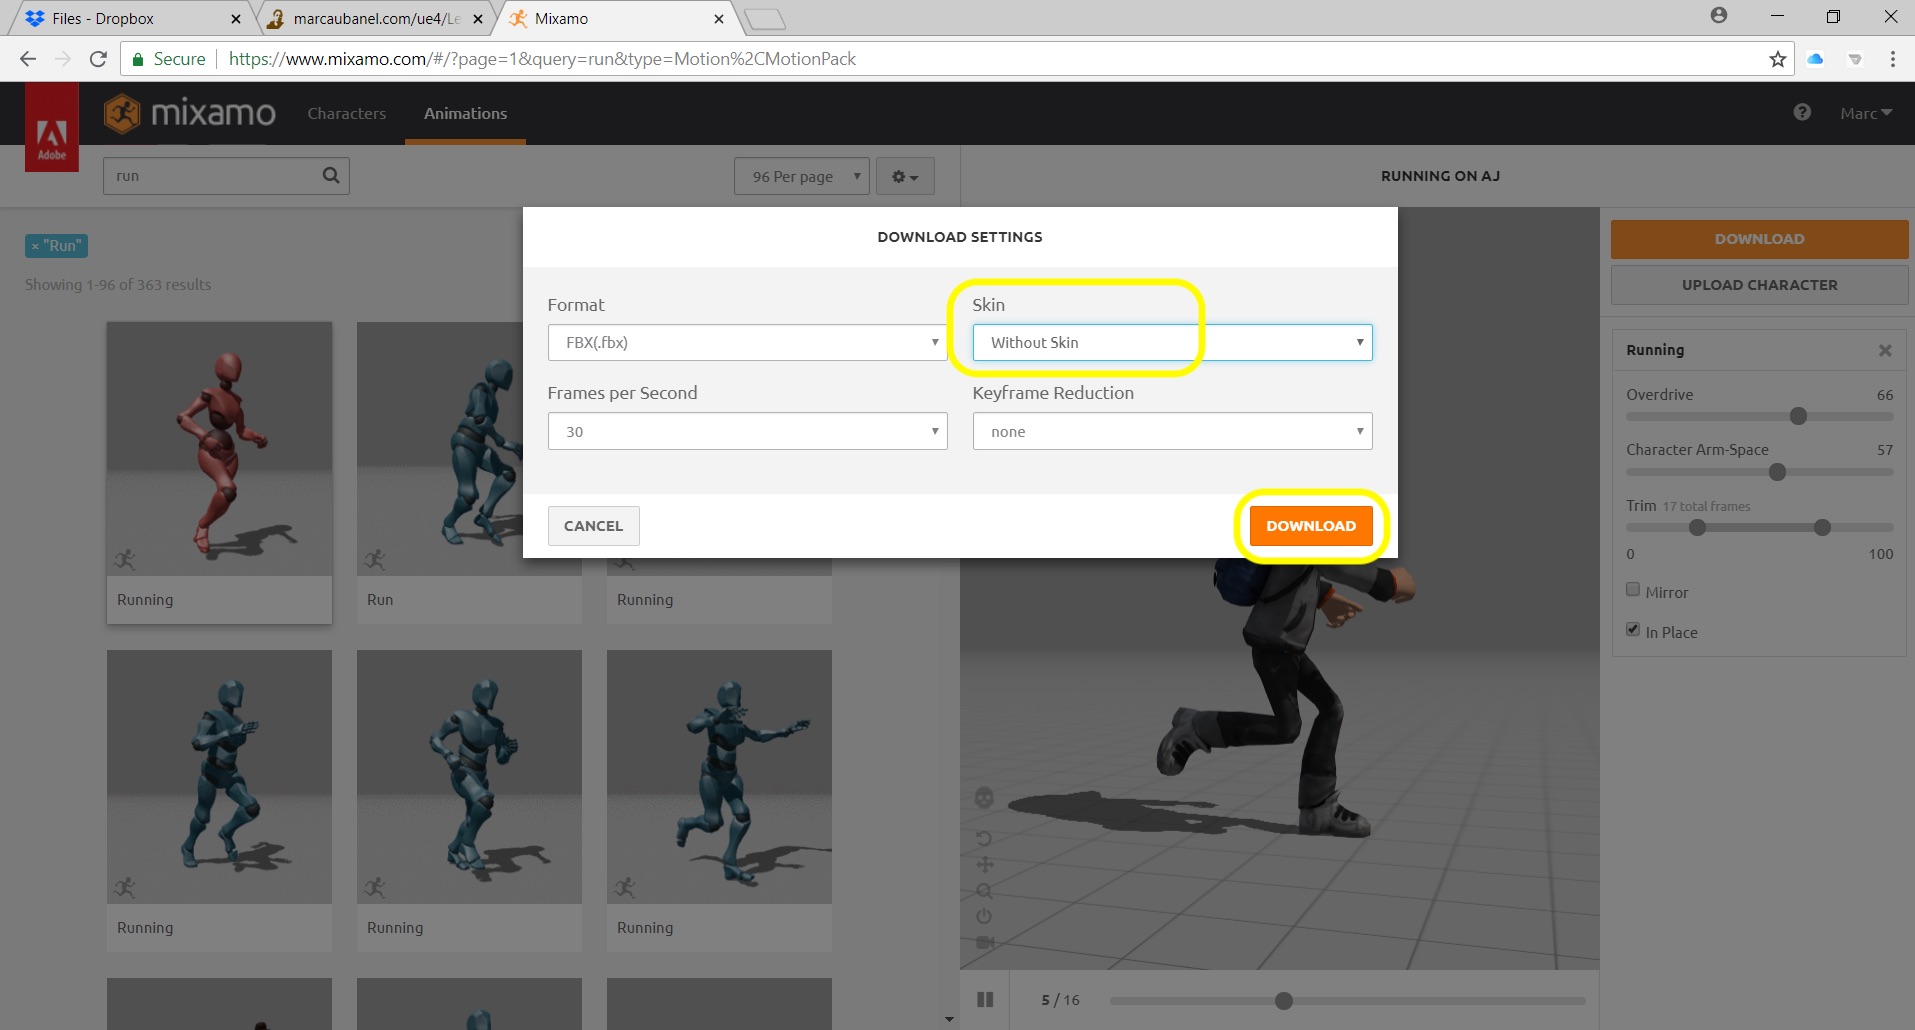 Files - Dropbox
marcaubanel.com/ue4/Le
Mixamo
Secure
https://www.mixamo.com/#/?page=1&query=run&type=Motion%2CMotionPack
Adobe
mixamo
Characters
Animations
Marc
run
96 Per page
RUNNING ON AJ
× "Run"
Showing 1-96 of 363 results
DOWNLOAD SETTINGS
Format
Skin
FBX(.fbx)
Without Skin
Frames per Second
Keyframe Reduction
30
none
CANCEL
DOWNLOAD
DOWNLOAD
UPLOAD CHARACTER
Running
Overdrive 66
Character Arm-Space 57
Trim 17 total frames
0 100
Mirror
In Place
Running
Run
Running
Running
Running
Running
5 / 16